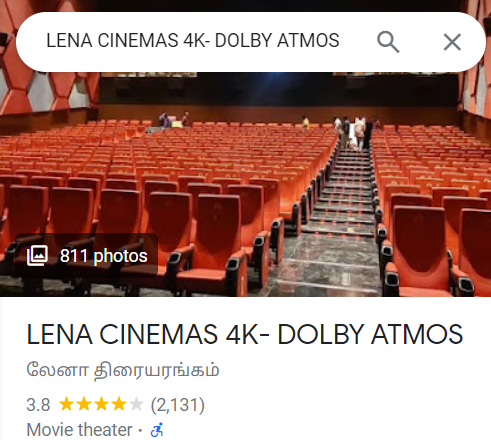 LENA CINEMAS 4K- DOLBY ATMOS
811 photos
LENA CINEMAS 4K- DOLBY ATMOS
லேனா திரையரங்கம்
3.8 (2,131)
Movie theater ·